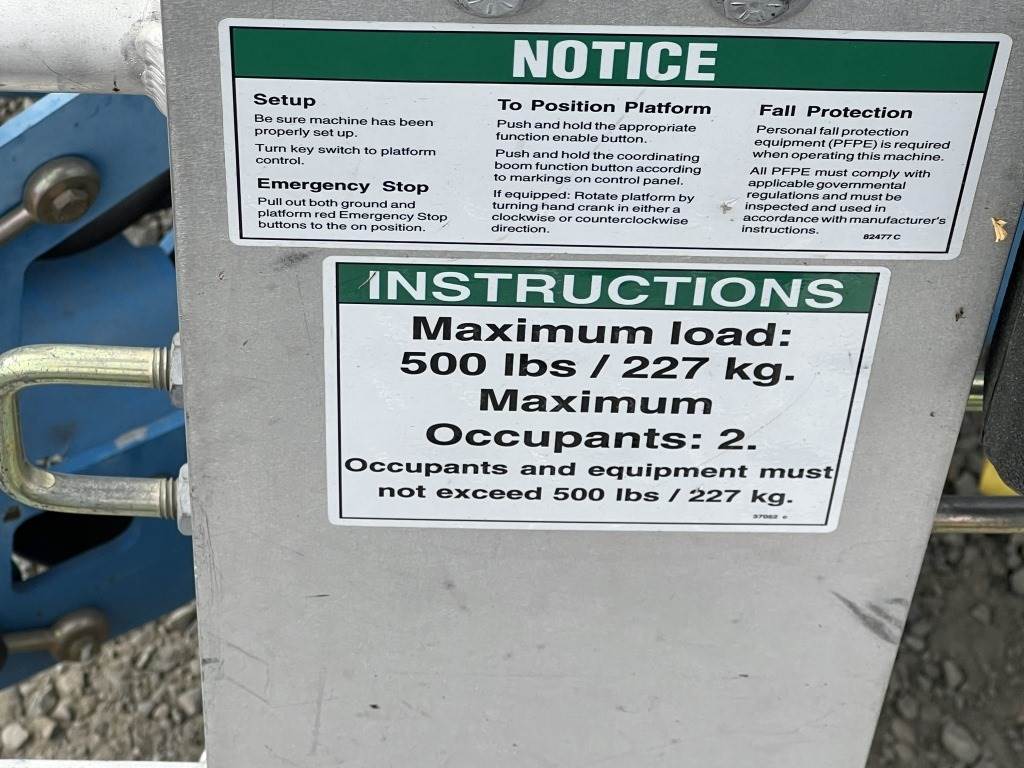 NOTICE
Setup
Be sure machine has been
properly set up.
Turn key switch to platform
control.
Emergency Stop
Pull out both ground and
platform red Emergency Stop
buttons to the on position.
To Position Platform
Push and hold the appropriate
function enable button.
Push and hold the coordinating
boom function button according
to markings on control panel.
If equipped: Rotate platform by
turning hand crank in either a
clockwise or counterclockwise
direction.
Fall Protection
Personal fall protection
equipment (PFPE) is required
when operating this machine.
All PFPE must comply with
applicable governmental
regulations and must be
inspected and used in
accordance with manufacturer's
instructions.
82477 C
INSTRUCTIONS
Maximum load:
500 lbs / 227 kg.
Maximum
Occupants: 2.
Occupants and equipment must
not exceed 500 lbs / 227 kg.
37052 c